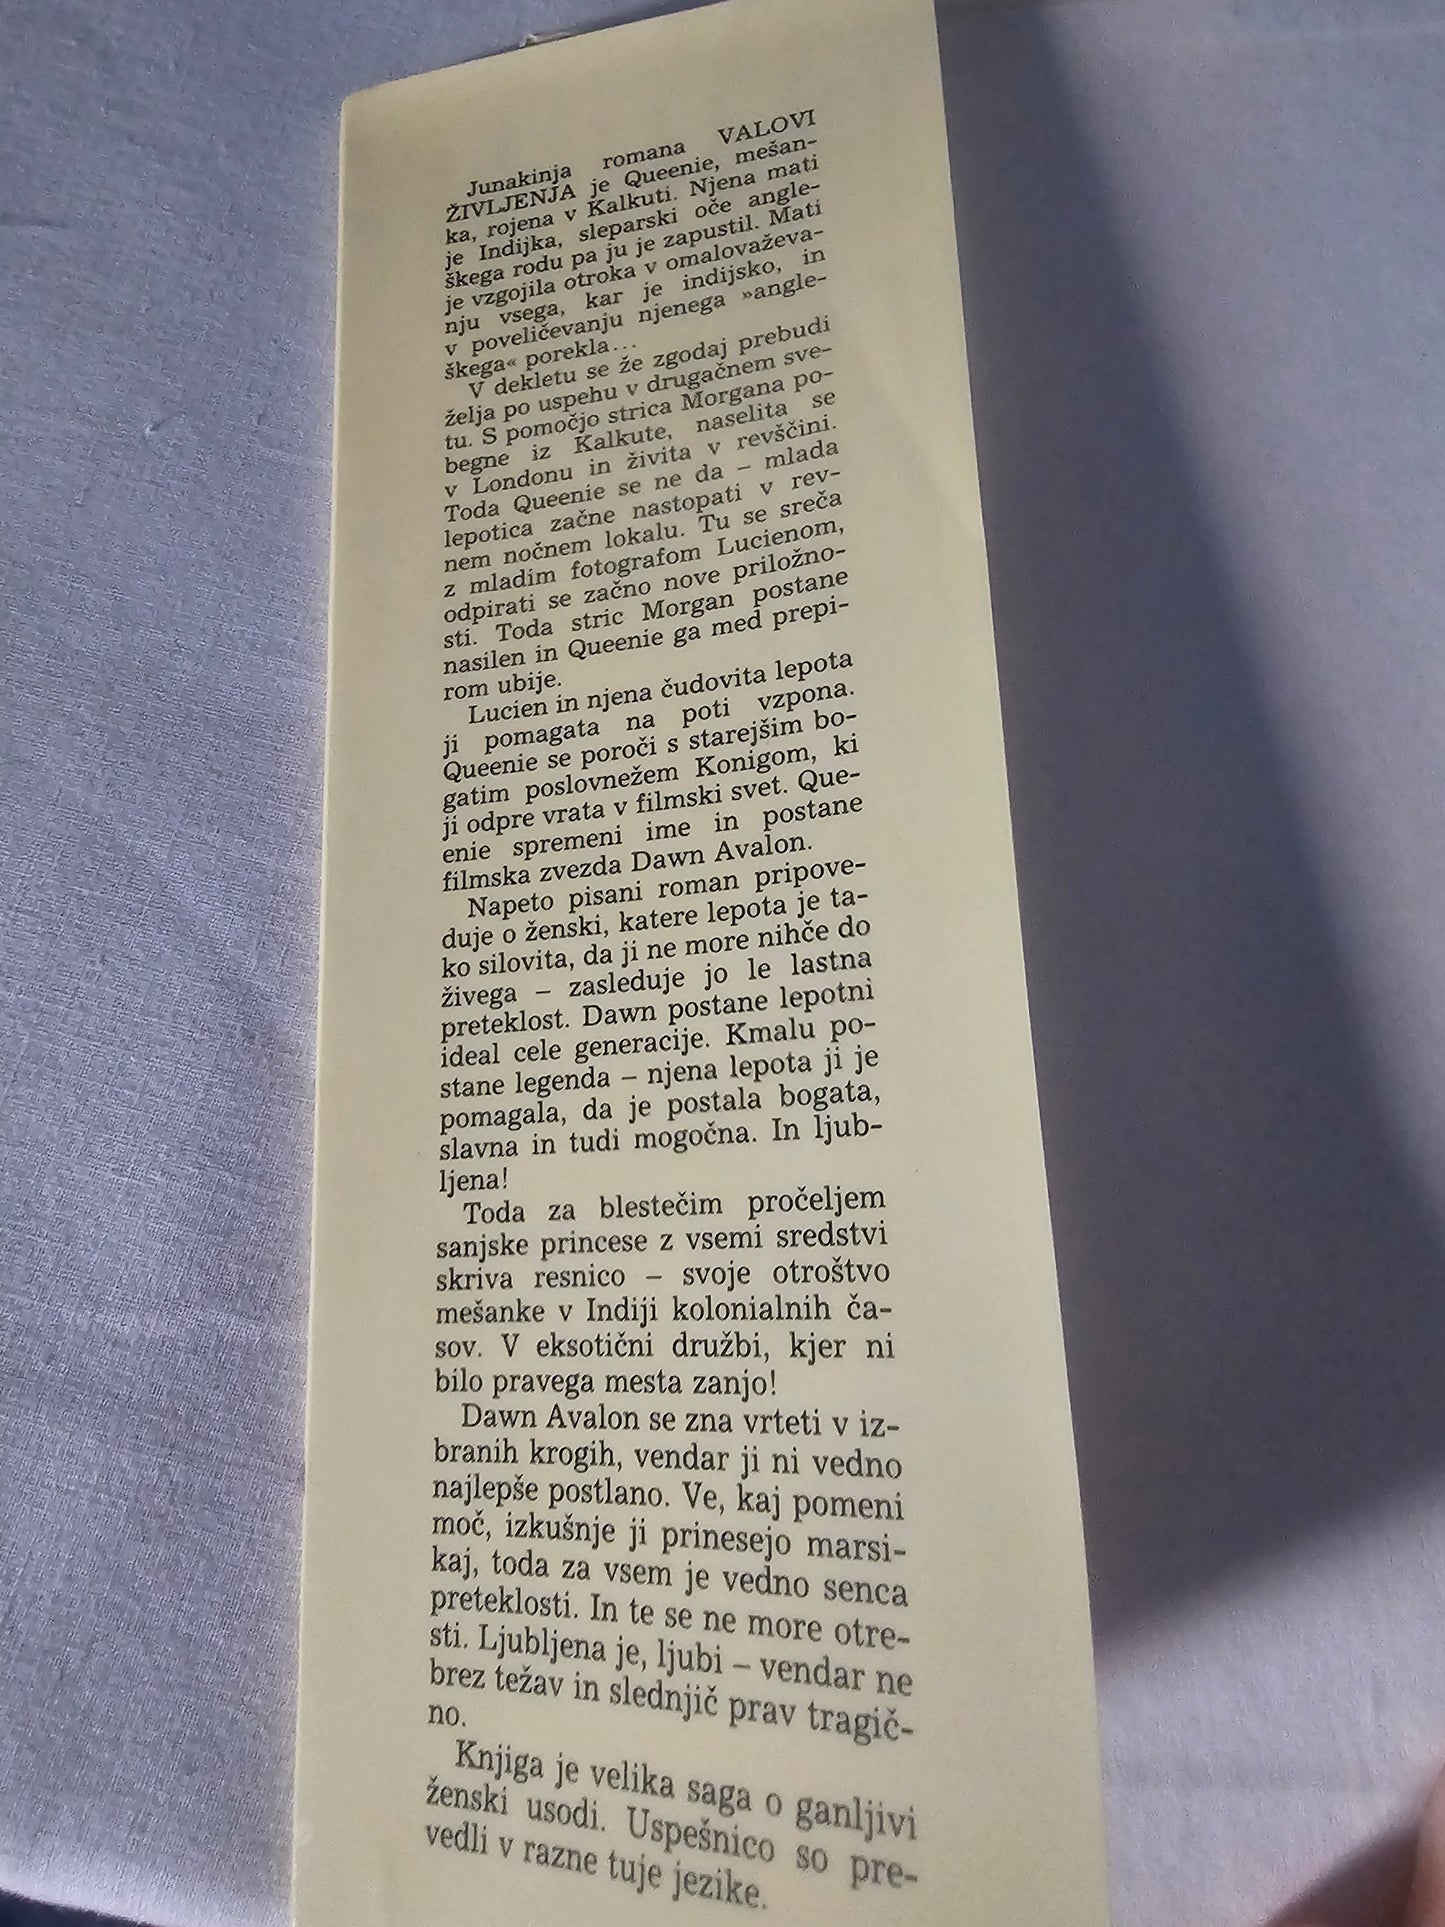 Junakinja romana VALOVI
ŽIVLJENJA je Queenie, mešan-
ka, rojena v Kalkuti. Njena mati
je Indijka, sleparski oče angle-
škega rodu pa ju je zapustil. Mati
je vzgojila otroka v omalovaževa-
nju vsega, kar je indijsko, in
v poveličevanju njenega »angle-
škega« porekla...
V dekletu se že zgodaj prebudi
želja po uspehu v drugačnem sve-
tu. S pomočjo strica Morgana po-
begne iz Kalkute, naselita se
v Londonu in živita v revščini.
Toda Queenie se ne da – mlada
lepotica začne nastopati v rev-
nem nočnem lokalu. Tu se sreča
z mladim fotografom Lucienom,
odpirati se začno nove priložno-
sti. Toda stric Morgan postane
nasilen in Queenie ga med prepi-
rom ubije.
Lucien in njena čudovita lepota
ji pomagata na poti vzpona.
Queenie se poroči s starejšim bo-
gatim poslovnežem Konigom, ki
ji odpre vrata v filmski svet. Que-
enie spremeni ime in postane
filmska zvezda Dawn Avalon.
Napeto pisani roman pripove-
duje o ženski, katere lepota je ta-
ko silovita, da ji ne more nihče do
živega – zasleduje jo le lastna
preteklost. Dawn postane lepotni
ideal cele generacije. Kmalu po-
stane legenda – njena lepota ji je
pomagala, da je postala bogata,
slavna in tudi mogočna. In ljub-
ljena!
Toda za blestečim pročeljem
sanjske princese z vsemi sredstvi
skriva resnico – svoje otroštvo
mešanke v Indiji kolonialnih ča-
sov. V eksotični družbi, kjer ni
bilo pravega mesta zanjo!
Dawn Avalon se zna vrteti v iz-
branih krogih, vendar ji ni vedno
najlepše postlano. Ve, kaj pomeni
moč, izkušnje ji prinesejo marsi-
kaj, toda za vsem je vedno senca
preteklosti. In te se ne more otre-
sti. Ljubljena je, ljubi – vendar ne
brez težav in slednjič prav tragič-
no.
Knjiga je velika saga o ganljivi
ženski usodi. Uspešnico so pre-
vedli v razne tuje jezike.